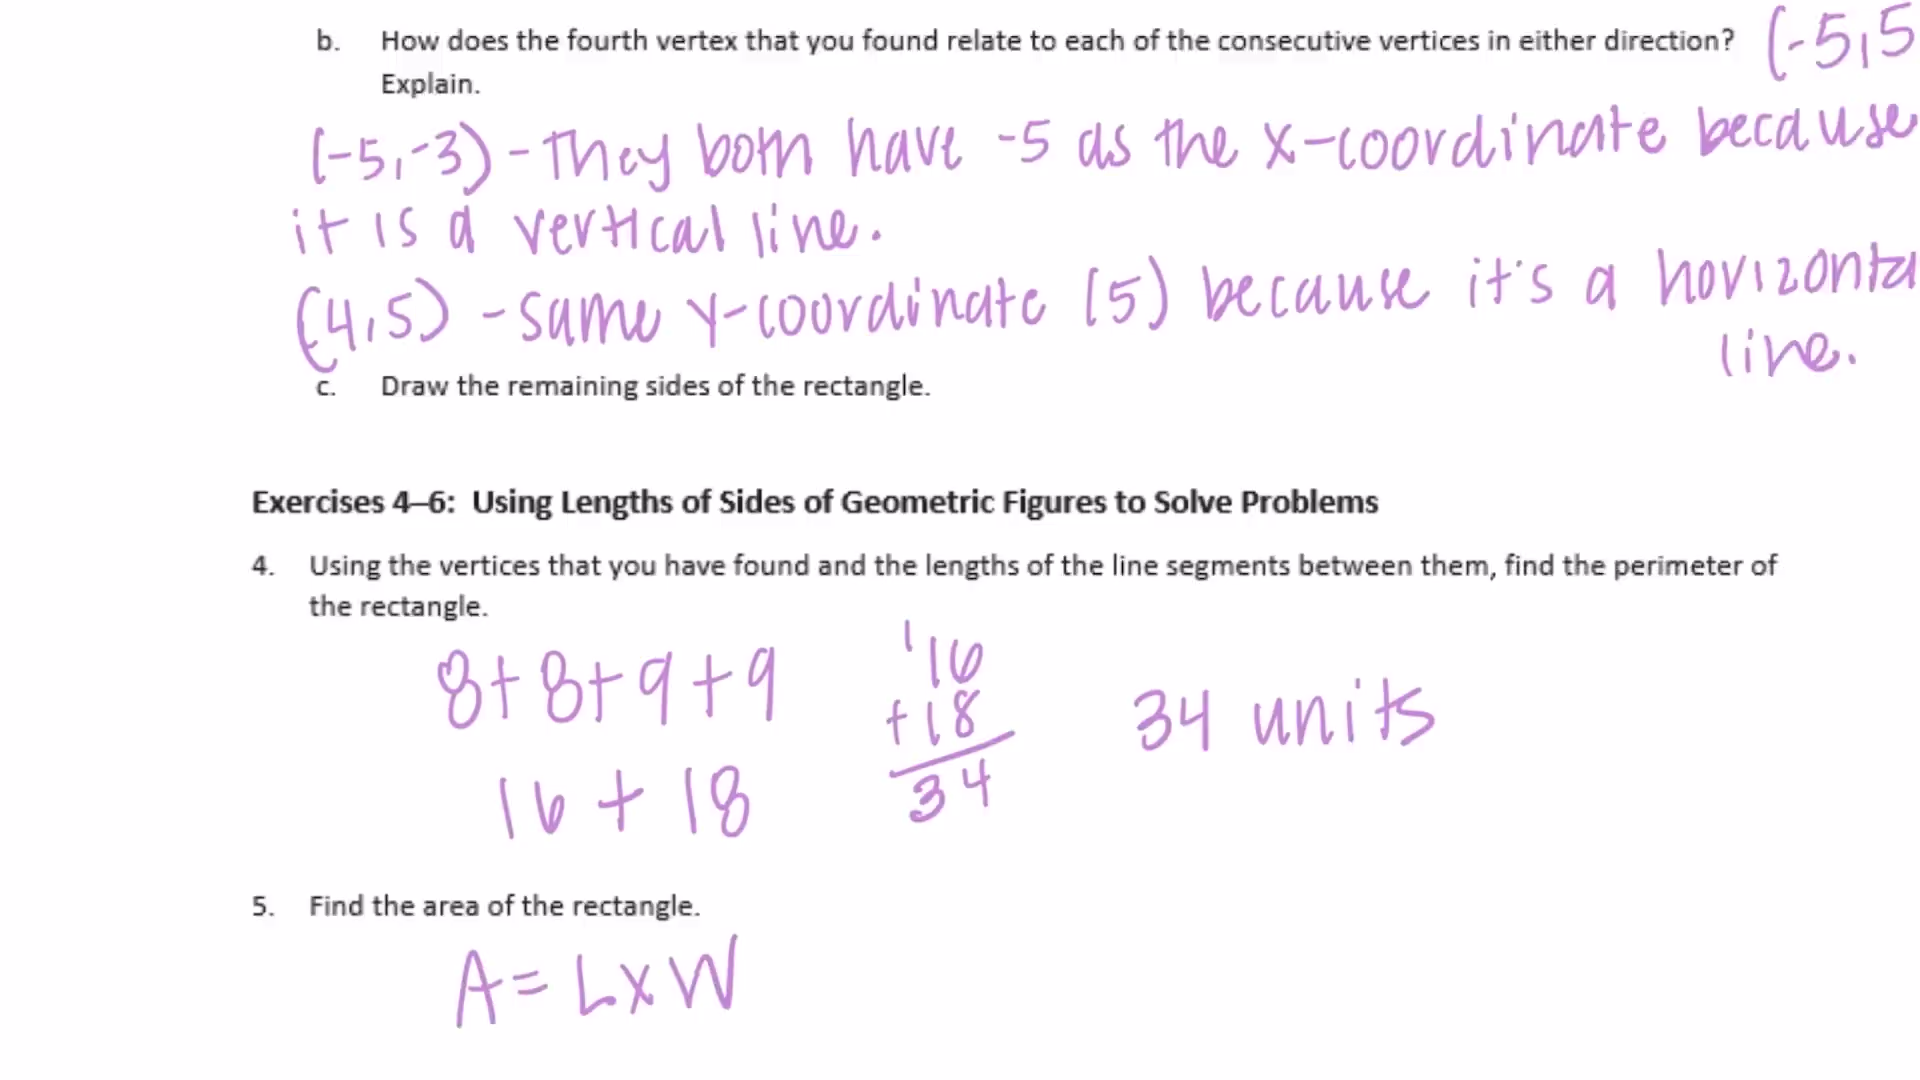 b. How does the fourth vertex that you found relate to each of the consecutive vertices in either direction? (-5,5
Explain.
(-5,-3) - They both have -5 as the x-coordinate because
it is a vertical line.
(4,5) - same y-coordinate (5) because it's a horizonta
line.
c. Draw the remaining sides of the rectangle.
Exercises 4–6: Using Lengths of Sides of Geometric Figures to Solve Problems
4. Using the vertices that you have found and the lengths of the line segments between them, find the perimeter of
the rectangle.
8+8+9+9
16 + 18
1
16
+18
34
34 units
5. Find the area of the rectangle.
A = L x W